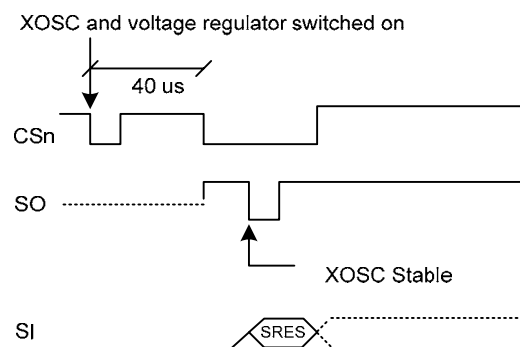 XOSC and voltage regulator switched on
40 us
CSn
SO
XOSC Stable
SI
SRES